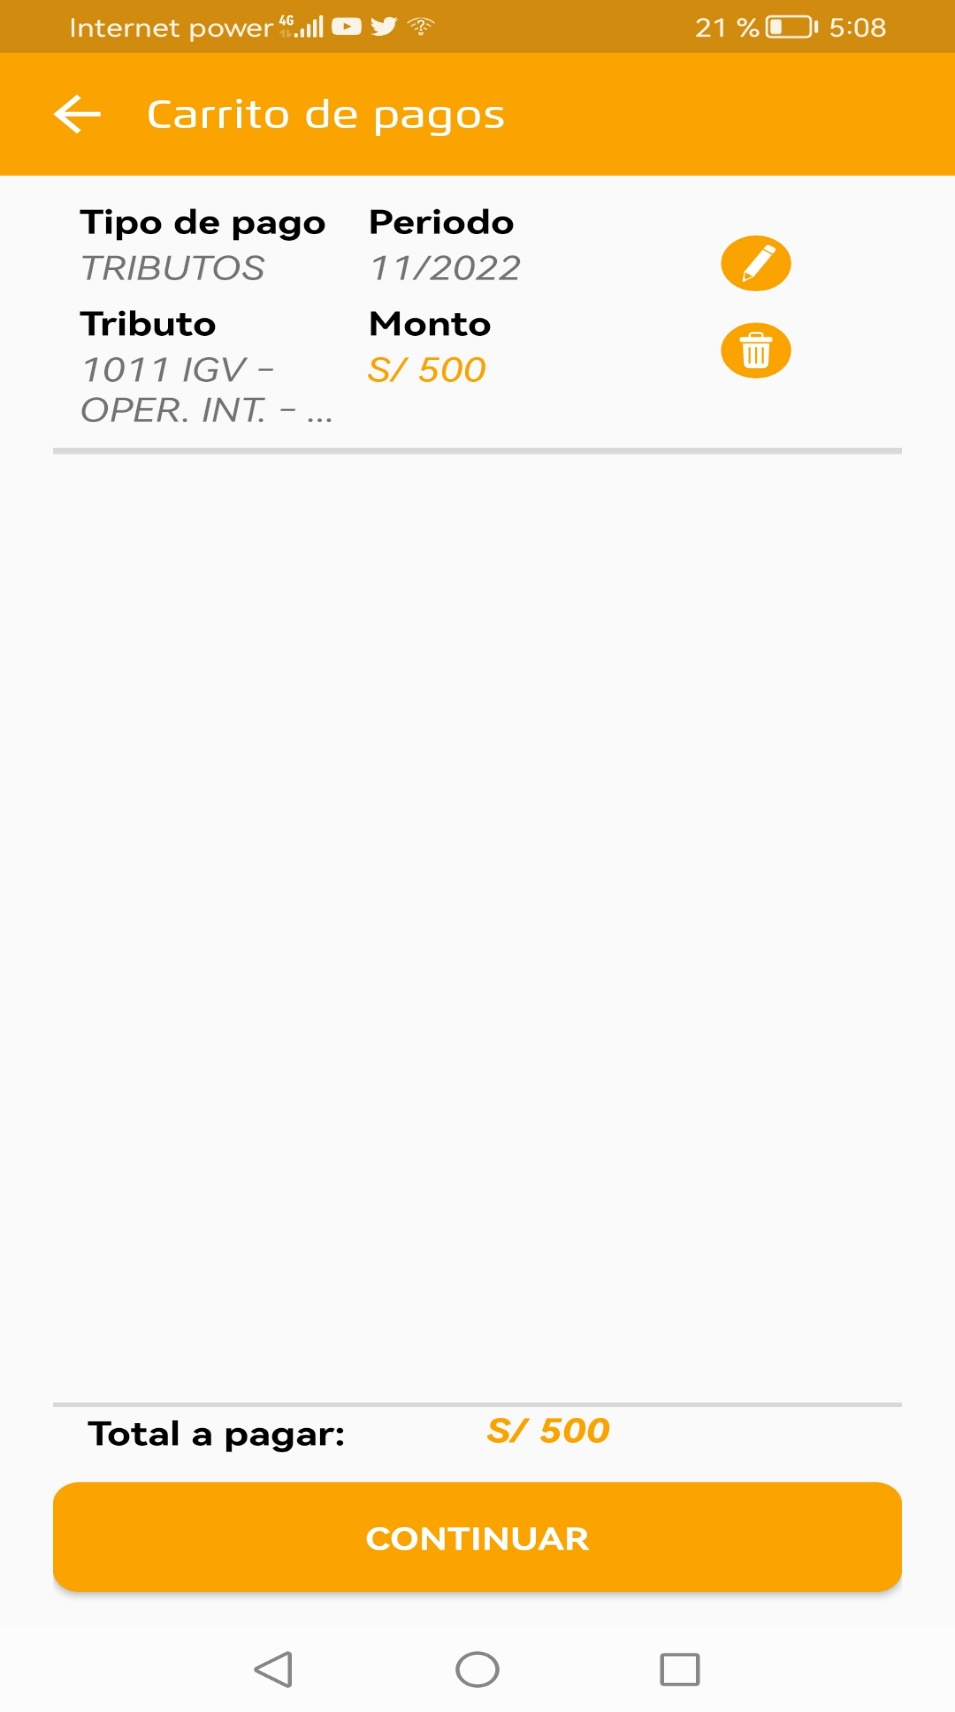 Internet power 4G 21 % 5:08
Carrito de pagos
Tipo de pago Periodo
TRIBUTOS 11/2022
Tributo Monto
1011 IGV - S/ 500
OPER. INT. - ...
Total a pagar: S/ 500
CONTINUAR